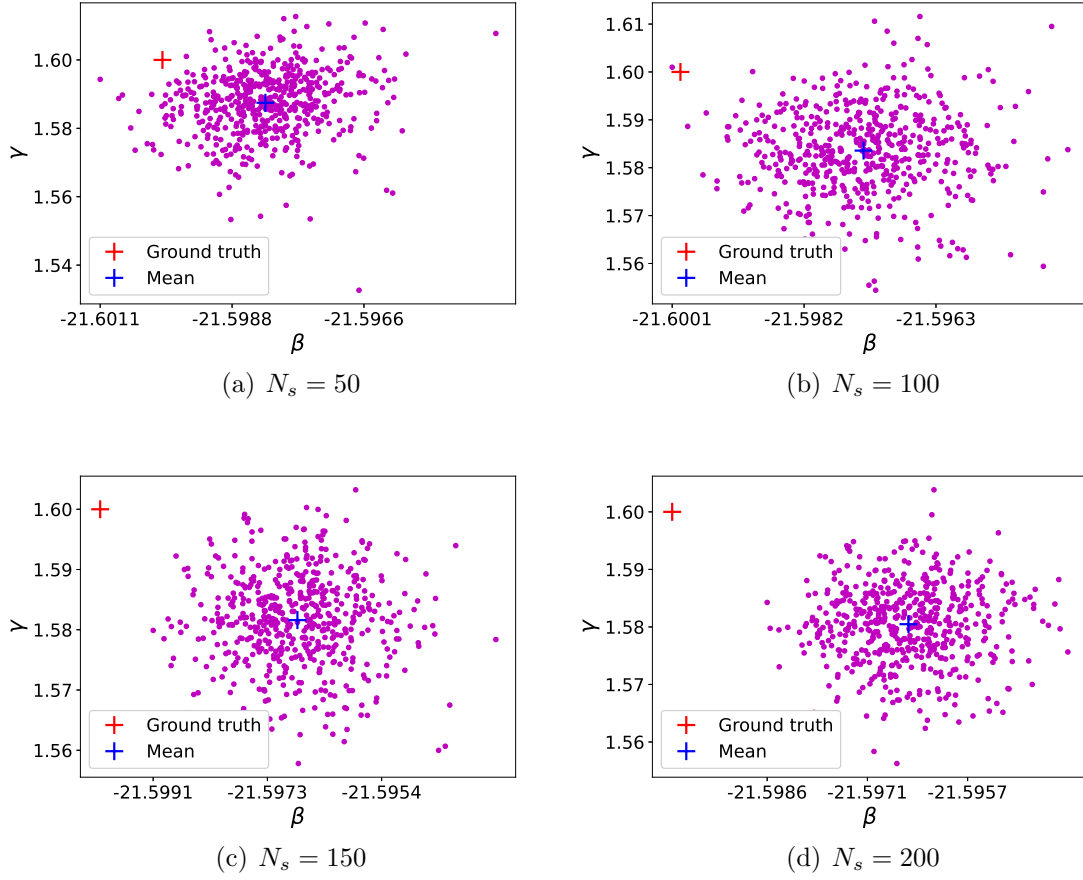 γ
1.60
1.58
1.56
1.54
Ground truth
Mean
-21.6011 -21.5988 -21.5966
β
(a) N_s = 50
γ
1.61
1.60
1.59
1.58
1.57
1.56
Ground truth
Mean
-21.6001 -21.5982 -21.5963
β
(b) N_s = 100
γ
1.60
1.59
1.58
1.57
1.56
Ground truth
Mean
-21.5991 -21.5973 -21.5954
β
(c) N_s = 150
γ
1.60
1.59
1.58
1.57
1.56
Ground truth
Mean
-21.5986 -21.5971 -21.5957
β
(d) N_s = 200